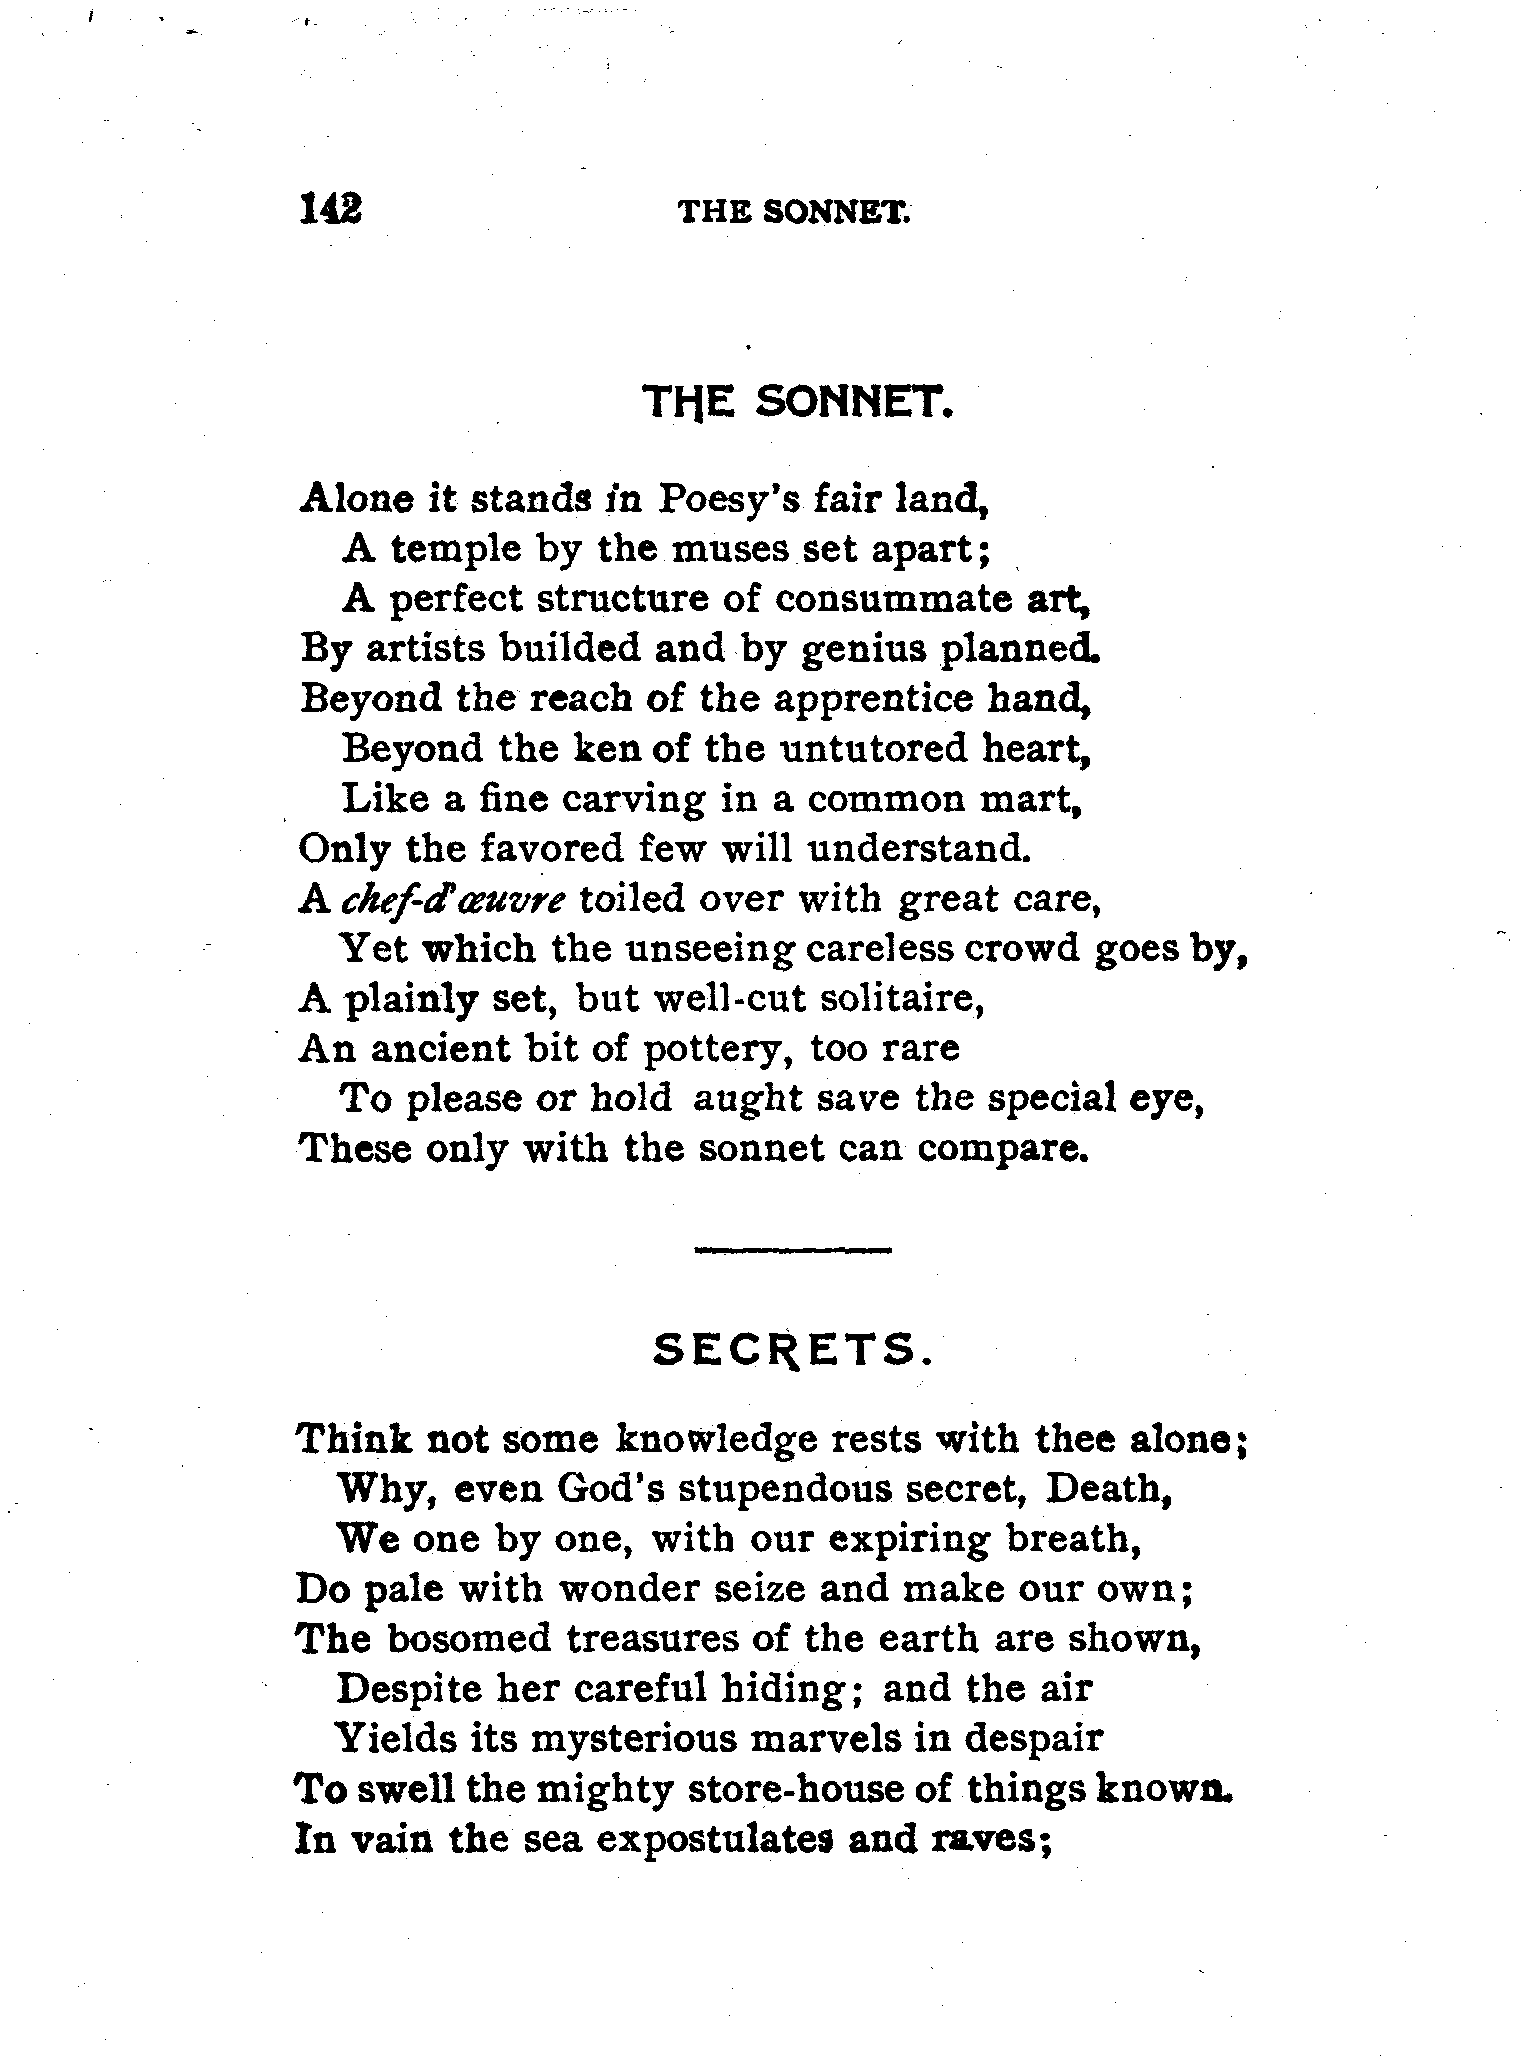 142 THE SONNET.
THE SONNET.
Alone it stands in Poesy's fair land,
A temple by the muses set apart;
A perfect structure of consummate art,
By artists builded and by genius planned.
Beyond the reach of the apprentice hand,
Beyond the ken of the untutored heart,
Like a fine carving in a common mart,
Only the favored few will understand.
A chef-d'œuvre toiled over with great care,
Yet which the unseeing careless crowd goes by,
A plainly set, but well-cut solitaire,
An ancient bit of pottery, too rare
To please or hold aught save the special eye,
These only with the sonnet can compare.
SECRETS.
Think not some knowledge rests with thee alone;
Why, even God's stupendous secret, Death,
We one by one, with our expiring breath,
Do pale with wonder seize and make our own;
The bosomed treasures of the earth are shown,
Despite her careful hiding; and the air
Yields its mysterious marvels in despair
To swell the mighty store-house of things known.
In vain the sea expostulates and raves;